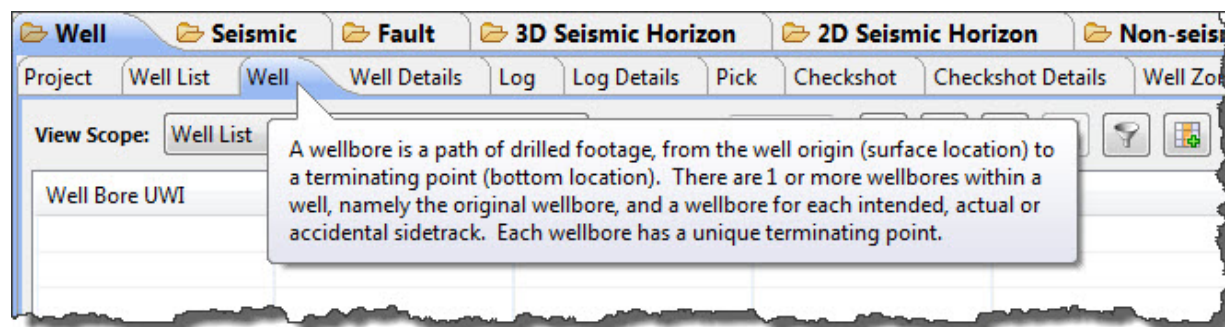 Well Seismic Fault 3D Seismic Horizon 2D Seismic Horizon
Project Well List Well Well Details Log Log Details Pick Checkshot Checkshot Details Well
View Scope: Well List
A wellbore is a path of drilled footage, from the well origin (surface location) to
a terminating point (bottom location).  There are 1 or more wellbores within a
Well Bore UWI
well, namely the original wellbore, and a wellbore for each intended, actual or
accidental sidetrack.  Each wellbore has a unique terminating point.